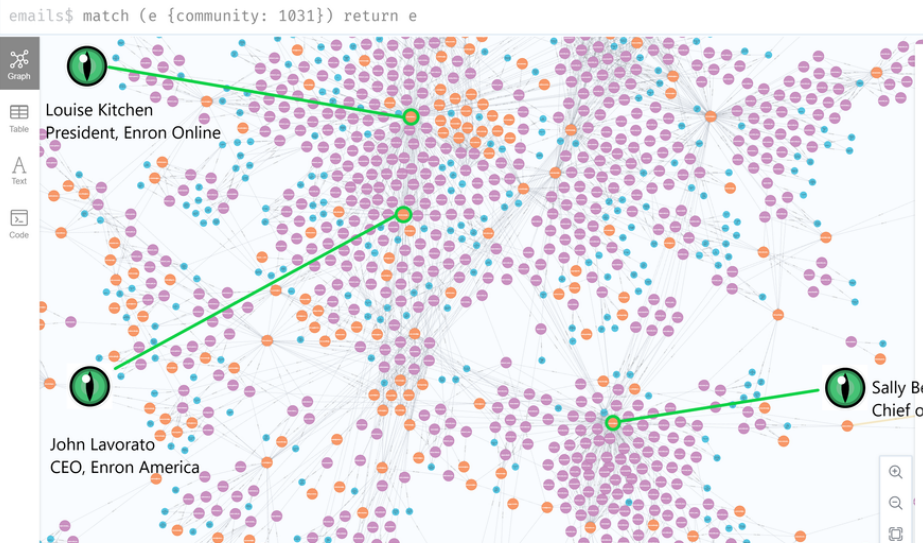 emails$ match (e {community: 1031}) return e
Graph
Table
Text
Code
Louise Kitchen
President, Enron Online
John Lavorato
CEO, Enron America
Sally Be
Chief o